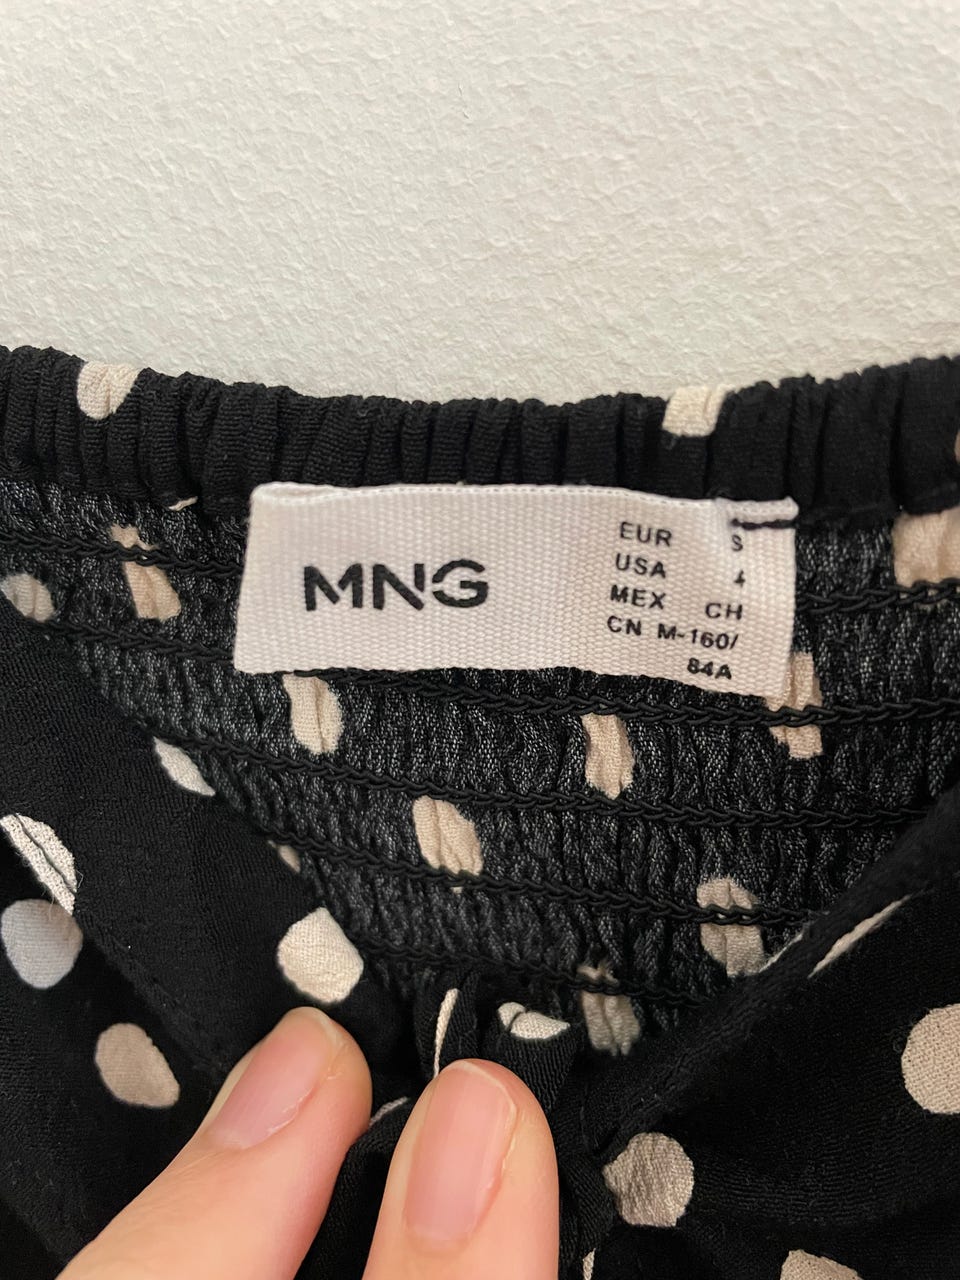 MNG
EUR S
USA 4
MEX CH
CN M-160/
84A